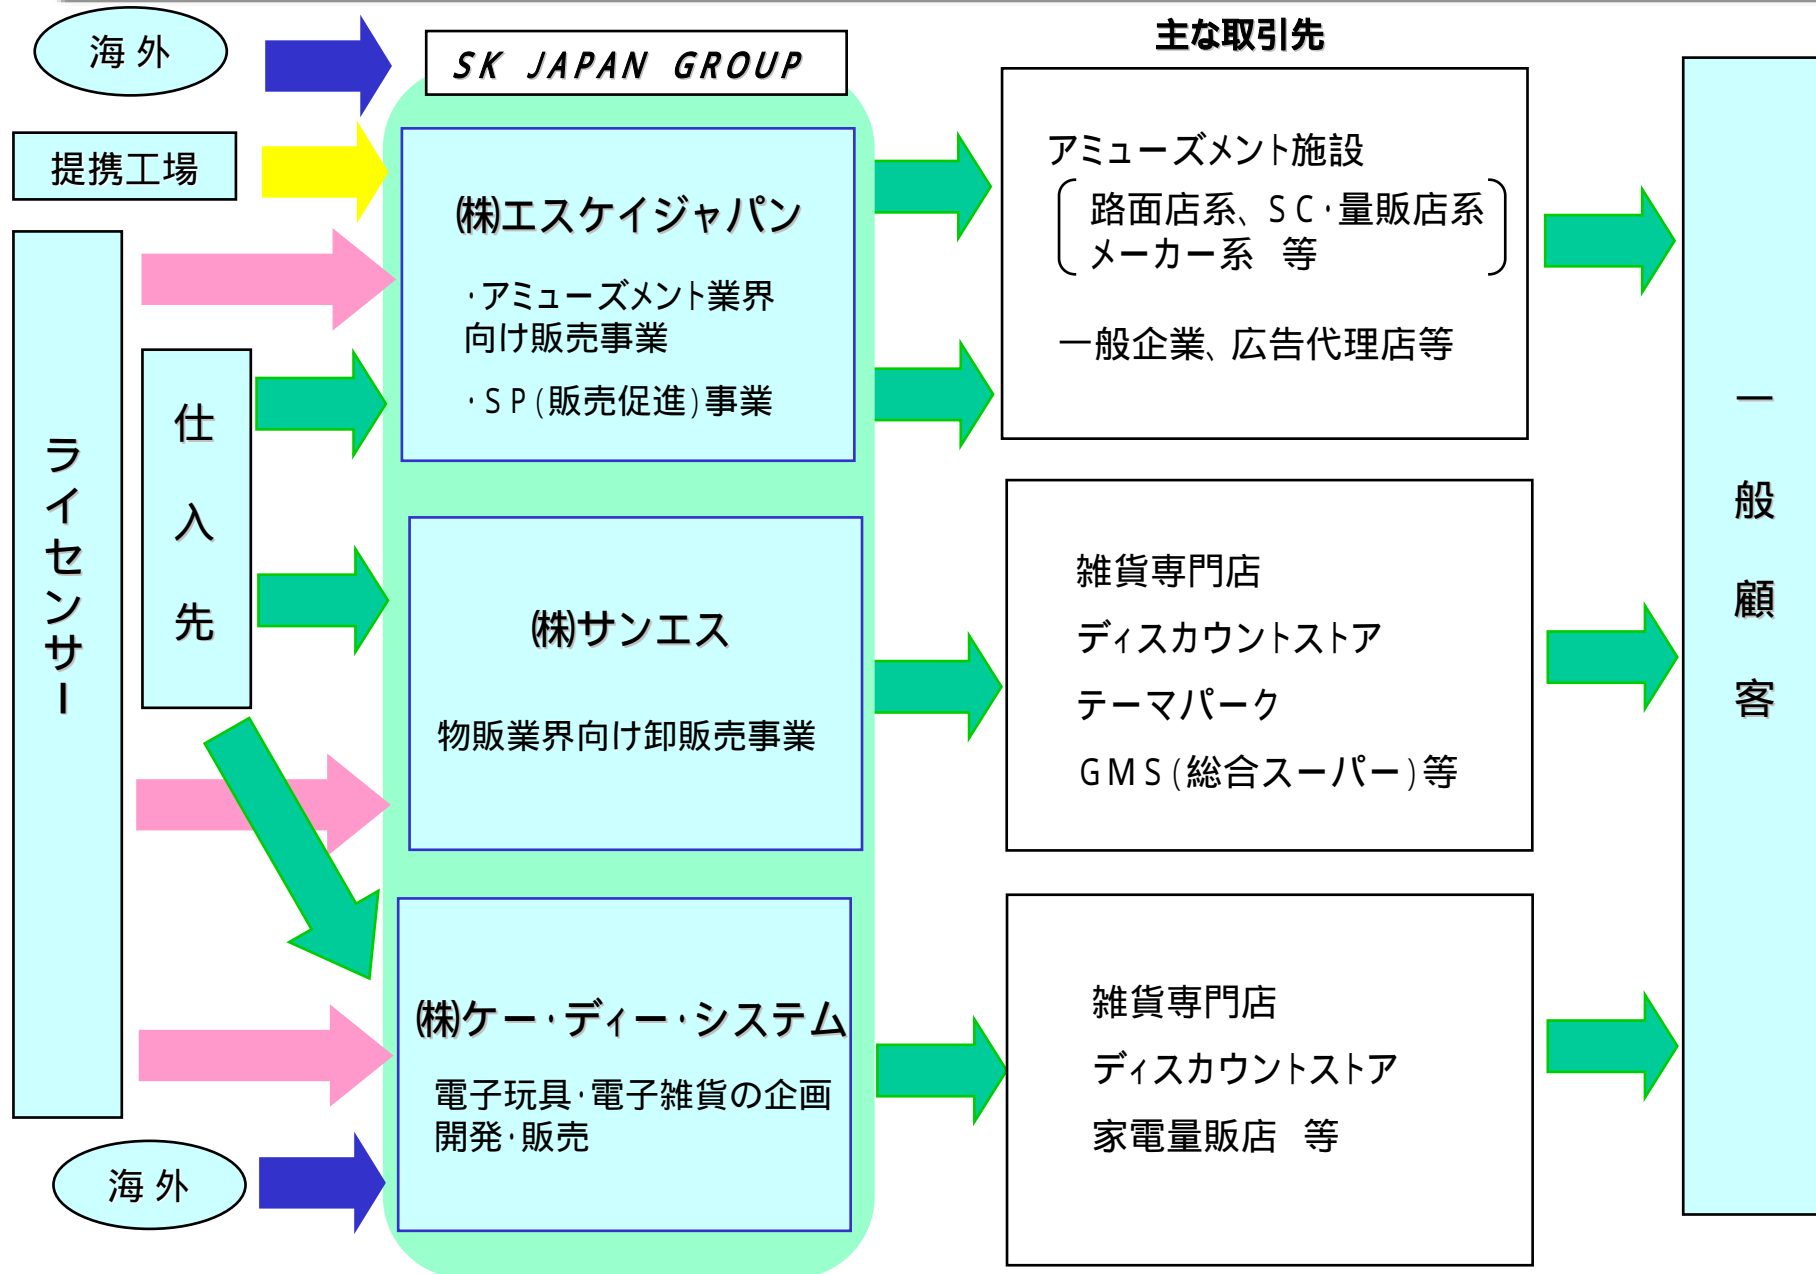 海 外
提携工場
ライセンサー
仕入先
海 外
SK JAPAN GROUP
㈱エスケイジャパン
・アミューズメント業界
向け販売事業
・ＳＰ(販売促進)事業
㈱サンエス
物販業界向け卸販売事業
㈱ケー・ディー・システム
電子玩具・電子雑貨の企画
開発・販売
主な取引先
アミューズメント施設
路面店系、ＳＣ・量販店系
メーカー系　等
一般企業、広告代理店等
雑貨専門店
ディスカウントストア
テーマパーク
ＧＭＳ(総合スーパー)等
雑貨専門店
ディスカウントストア
家電量販店　等
一般顧客